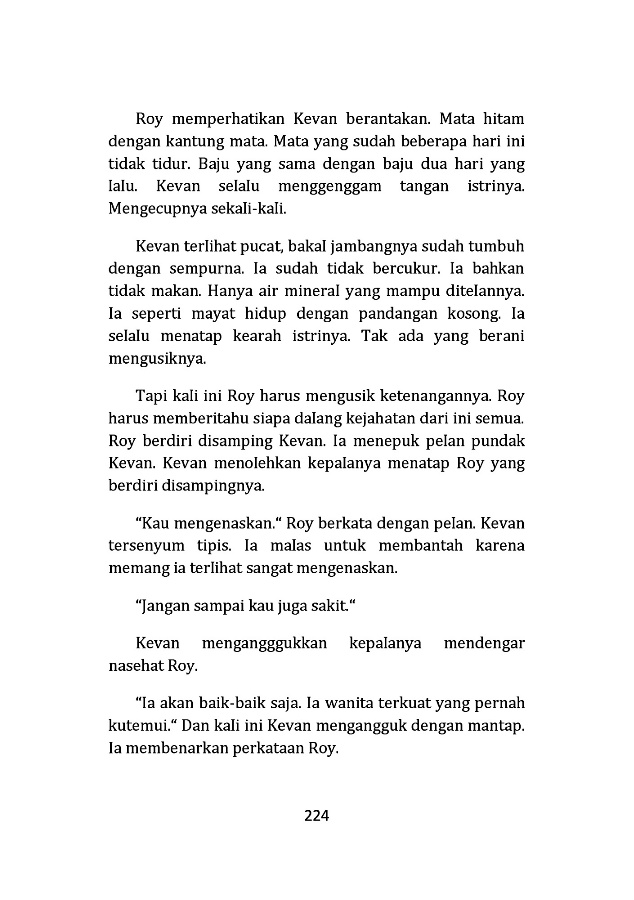 Roy memperhatikan Kevan berantakan. Mata hitam
dengan kantung mata. Mata yang sudah beberapa hari ini
tidak tidur. Baju yang sama dengan baju dua hari yang
lalu. Kevan selalu menggenggam tangan istrinya.
Mengecupnya sekali-kali.
Kevan terlihat pucat, bakal jambangnya sudah tumbuh
dengan sempurna. Ia sudah tidak bercukur. Ia bahkan
tidak makan. Hanya air mineral yang mampu ditelannya.
Ia seperti mayat hidup dengan pandangan kosong. Ia
selalu menatap kearah istrinya. Tak ada yang berani
mengusiknya.
Tapi kali ini Roy harus mengusik ketenangannya. Roy
harus memberitahu siapa dalang kejahatan dari ini semua.
Roy berdiri disamping Kevan. Ia menepuk pelan pundak
Kevan. Kevan menolehkan kepalanya menatap Roy yang
berdiri disampingnya.
“Kau mengenaskan.“ Roy berkata dengan pelan. Kevan
tersenyum tipis. Ia malas untuk membantah karena
memang ia terlihat sangat mengenaskan.
“Jangan sampai kau juga sakit.“
Kevan mengangggukkan kepalanya mendengar
nasehat Roy.
“Ia akan baik-baik saja. Ia wanita terkuat yang pernah
kutemui.“ Dan kali ini Kevan mengangguk dengan mantap.
Ia membenarkan perkataan Roy.
224